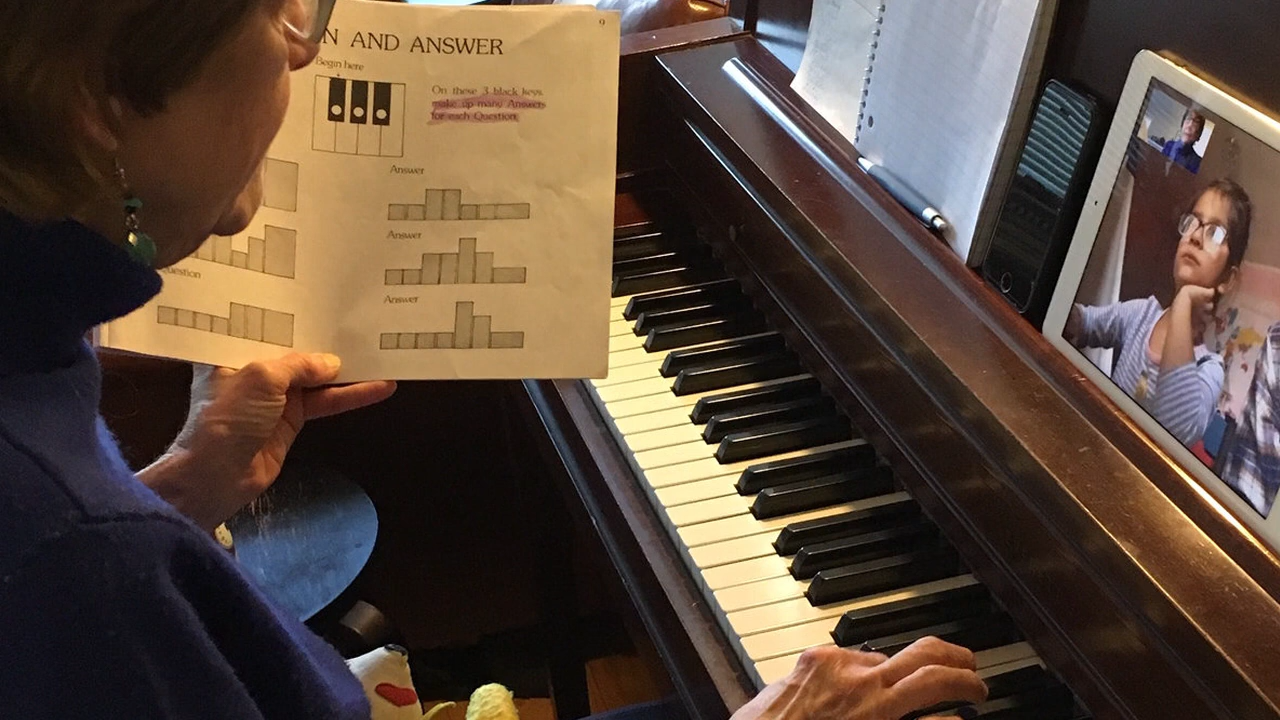 9
N AND ANSWER
Begin here
On these 3 black keys,
make up many Answers
for each Question.
Answer
Answer
uestion
Answer